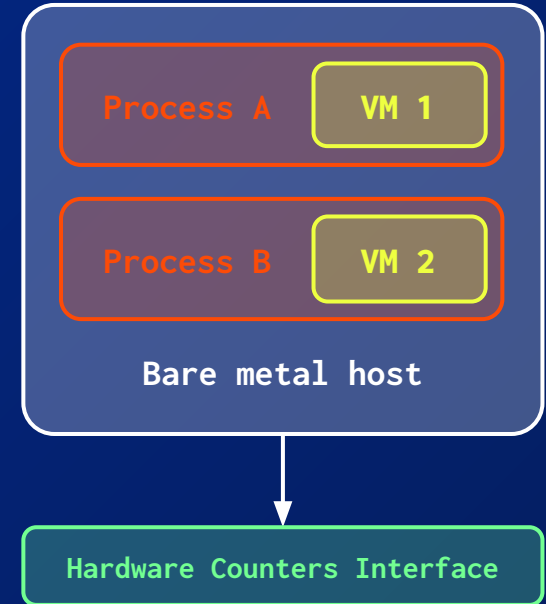 Process A
VM 1
Process B
VM 2
Bare metal host
Hardware Counters Interface